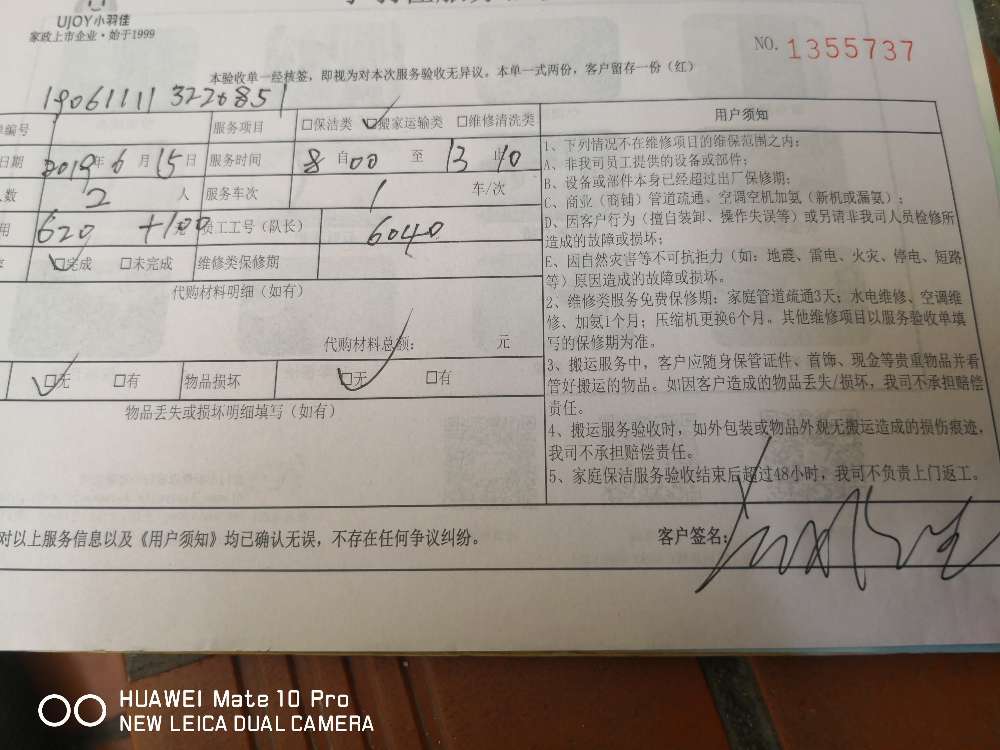 UJOY小羽佳
家政上市企业·始于1999
NO. 1355737
本验收单一经核签，即视为对本次服务验收无异议。本单一式两份，客户留存一份（红）
190611113226851
单编号 服务项目 □保洁类 ☑搬家运输类 □维修清洗类
日期 2019年6月15日 服务时间 8自00至13止10
人数 2人 服务车次 1 车/次
用 620 +100元 员工工号（队长） 6040
☑完成 □未完成 维修类保修期
代购材料明细（如有）
代购材料总额： 元
☑无 □有 物品损坏 ☑无 □有
物品丢失或损坏明细填写（如有）
用户须知
1、下列情况不在维修项目的维保范围之内：
A、非我司员工提供的设备或部件；
B、设备或部件本身已经超过出厂保修期；
C、商业（商铺）管道疏通、空调空机加氨（新机或漏氨）；
D、因客户行为（擅自装卸、操作失误等）或另请非我司人员检修所
造成的故障或损坏；
E、因自然灾害等不可抗拒力（如：地震、雷电、火灾、停电、短路
等）原因造成的故障或损坏。
2、维修类服务免费保修期：家庭管道疏通3天；水电维修、空调维
修、加氨1个月；压缩机更换6个月。其他维修项目以服务验收单填
写的保修期为准。
3、搬运服务中，客户应随身保管证件、首饰、现金等贵重物品并看
管好搬运的物品。如因客户造成的物品丢失/损坏，我司不承担赔偿
责任。
4、搬运服务验收时，如外包装或物品外观无搬运造成的损伤痕迹，
我司不承担赔偿责任。
5、家庭保洁服务验收结束后超过48小时，我司不负责上门返工。
对以上服务信息以及《用户须知》均已确认无误，不存在任何争议纠纷。
客户签名：
HUAWEI Mate 10 Pro
NEW LEICA DUAL CAMERA